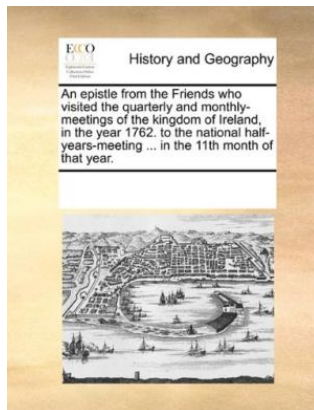 ECCO
History and Geography
An epistle from the Friends who
visited the quarterly and monthly-
meetings of the kingdom of Ireland,
in the year 1762. to the national half-
years-meeting ... in the 11th month of
that year.